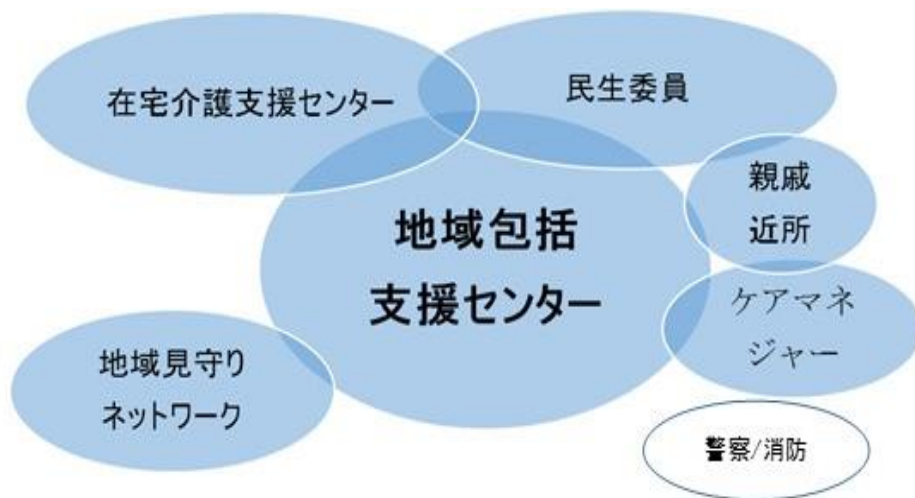 在宅介護支援センター
民生委員
親戚
近所
地域包括
支援センター
ケアマネ
ジャー
地域見守り
ネットワーク
警察/消防